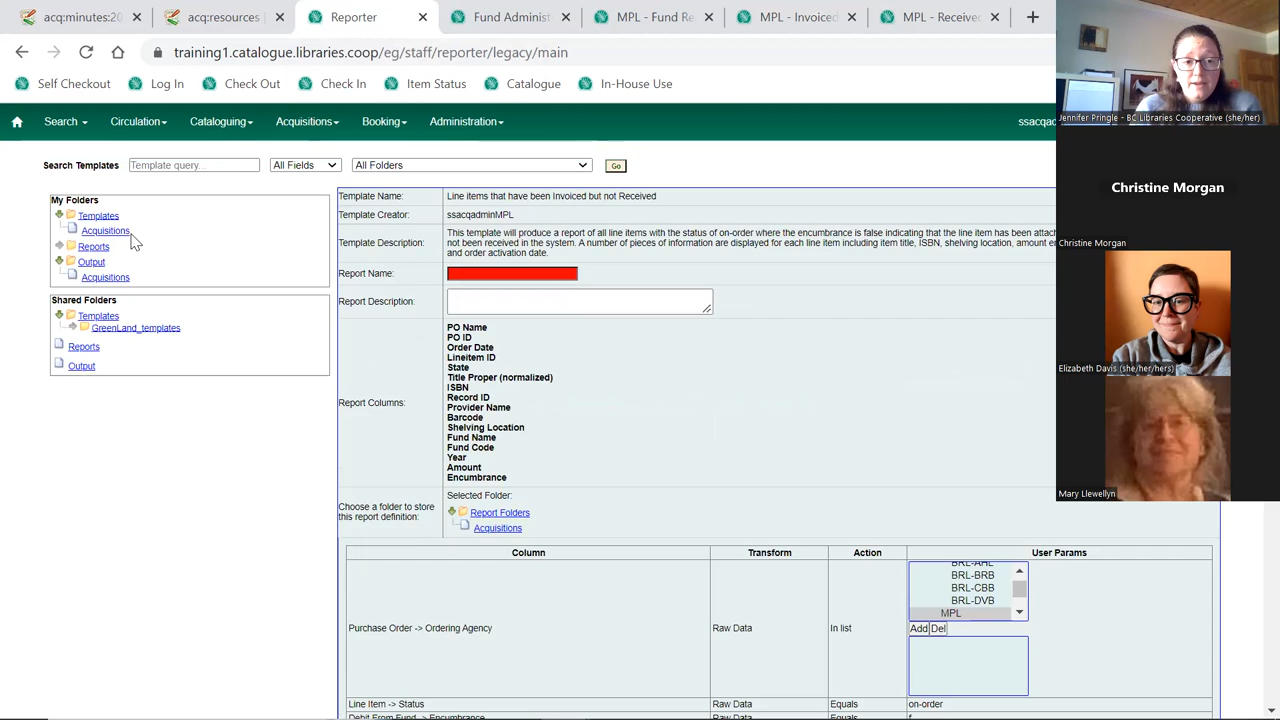 acq:minutes:20
acq:resources
Reporter
Fund Administ
MPL - Fund Re
MPL - Invoiced
MPL - Received
training1.catalogue.libraries.coop/eg/staff/reporter/legacy/main
Self Checkout
Log In
Check Out
Check In
Item Status
Catalogue
In-House Use
Search
Circulation
Cataloguing
Acquisitions
Booking
Administration
ssacqad
Search Templates
Template query...
All Fields
All Folders
Go
My Folders
Templates
Acquisitions
Reports
Output
Acquisitions
Shared Folders
Templates
GreenLand_templates
Reports
Output
Template Name: Line items that have been Invoiced but not Received
Template Creator: ssacqadminMPL
Template Description: This template will produce a report of all line items with the status of on-order where the encumbrance is false indicating that the line item has been attac
not been received in the catalogue. A number of pieces of information are displayed for each line including item title, ISBN, shelving location, amount e
and order activation date.
Report Name:
Report Description:
Report Columns:
PO Name
PO ID
Order Date
Lineitem ID
State
Title Proper (normalized)
ISBN
Record ID
Provider Name
Barcode
Shelving Location
Fund Name
Fund Code
Year
Amount
Encumbrance
Choose a folder to store
this report definition:
Selected Folder:
Report Folders
Acquisitions
Column Transform Action User Params
BRL-AHL
BRL-BRB
BRL-CBB
BRL-DVB
MPL
Add Del
Purchase Order -> Ordering Agency Raw Data In list
Line Item -> Status Raw Data Equals on-order
Debit From Fund -> Encumbrance Raw Data Equals f
Jennifer Pringle - BC Libraries Cooperative (she/her)
Christine Morgan
Christine Morgan
Elizabeth Davis (she/her/hers)
Mary Llewellyn